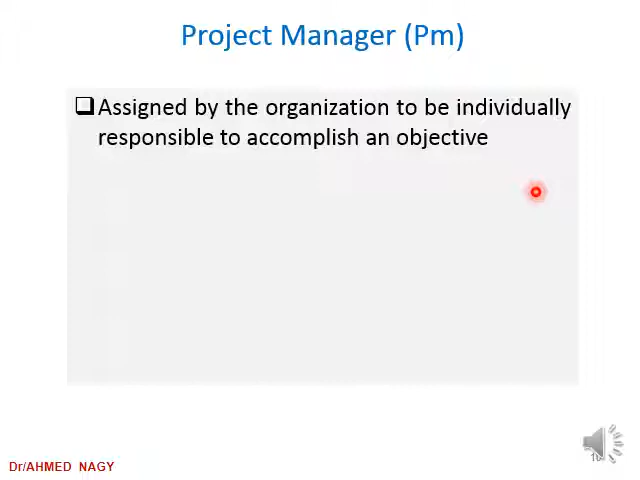 Project Manager (Pm)
Assigned by the organization to be individually
responsible to accomplish an objective
Dr/AHMED NAGY